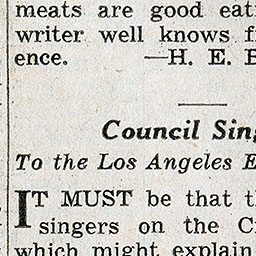 meats are good eati
writer well knows f
ence. —H. E. B
Council Sing
To the Los Angeles E
IT MUST be that t
singers on the C
which might explain